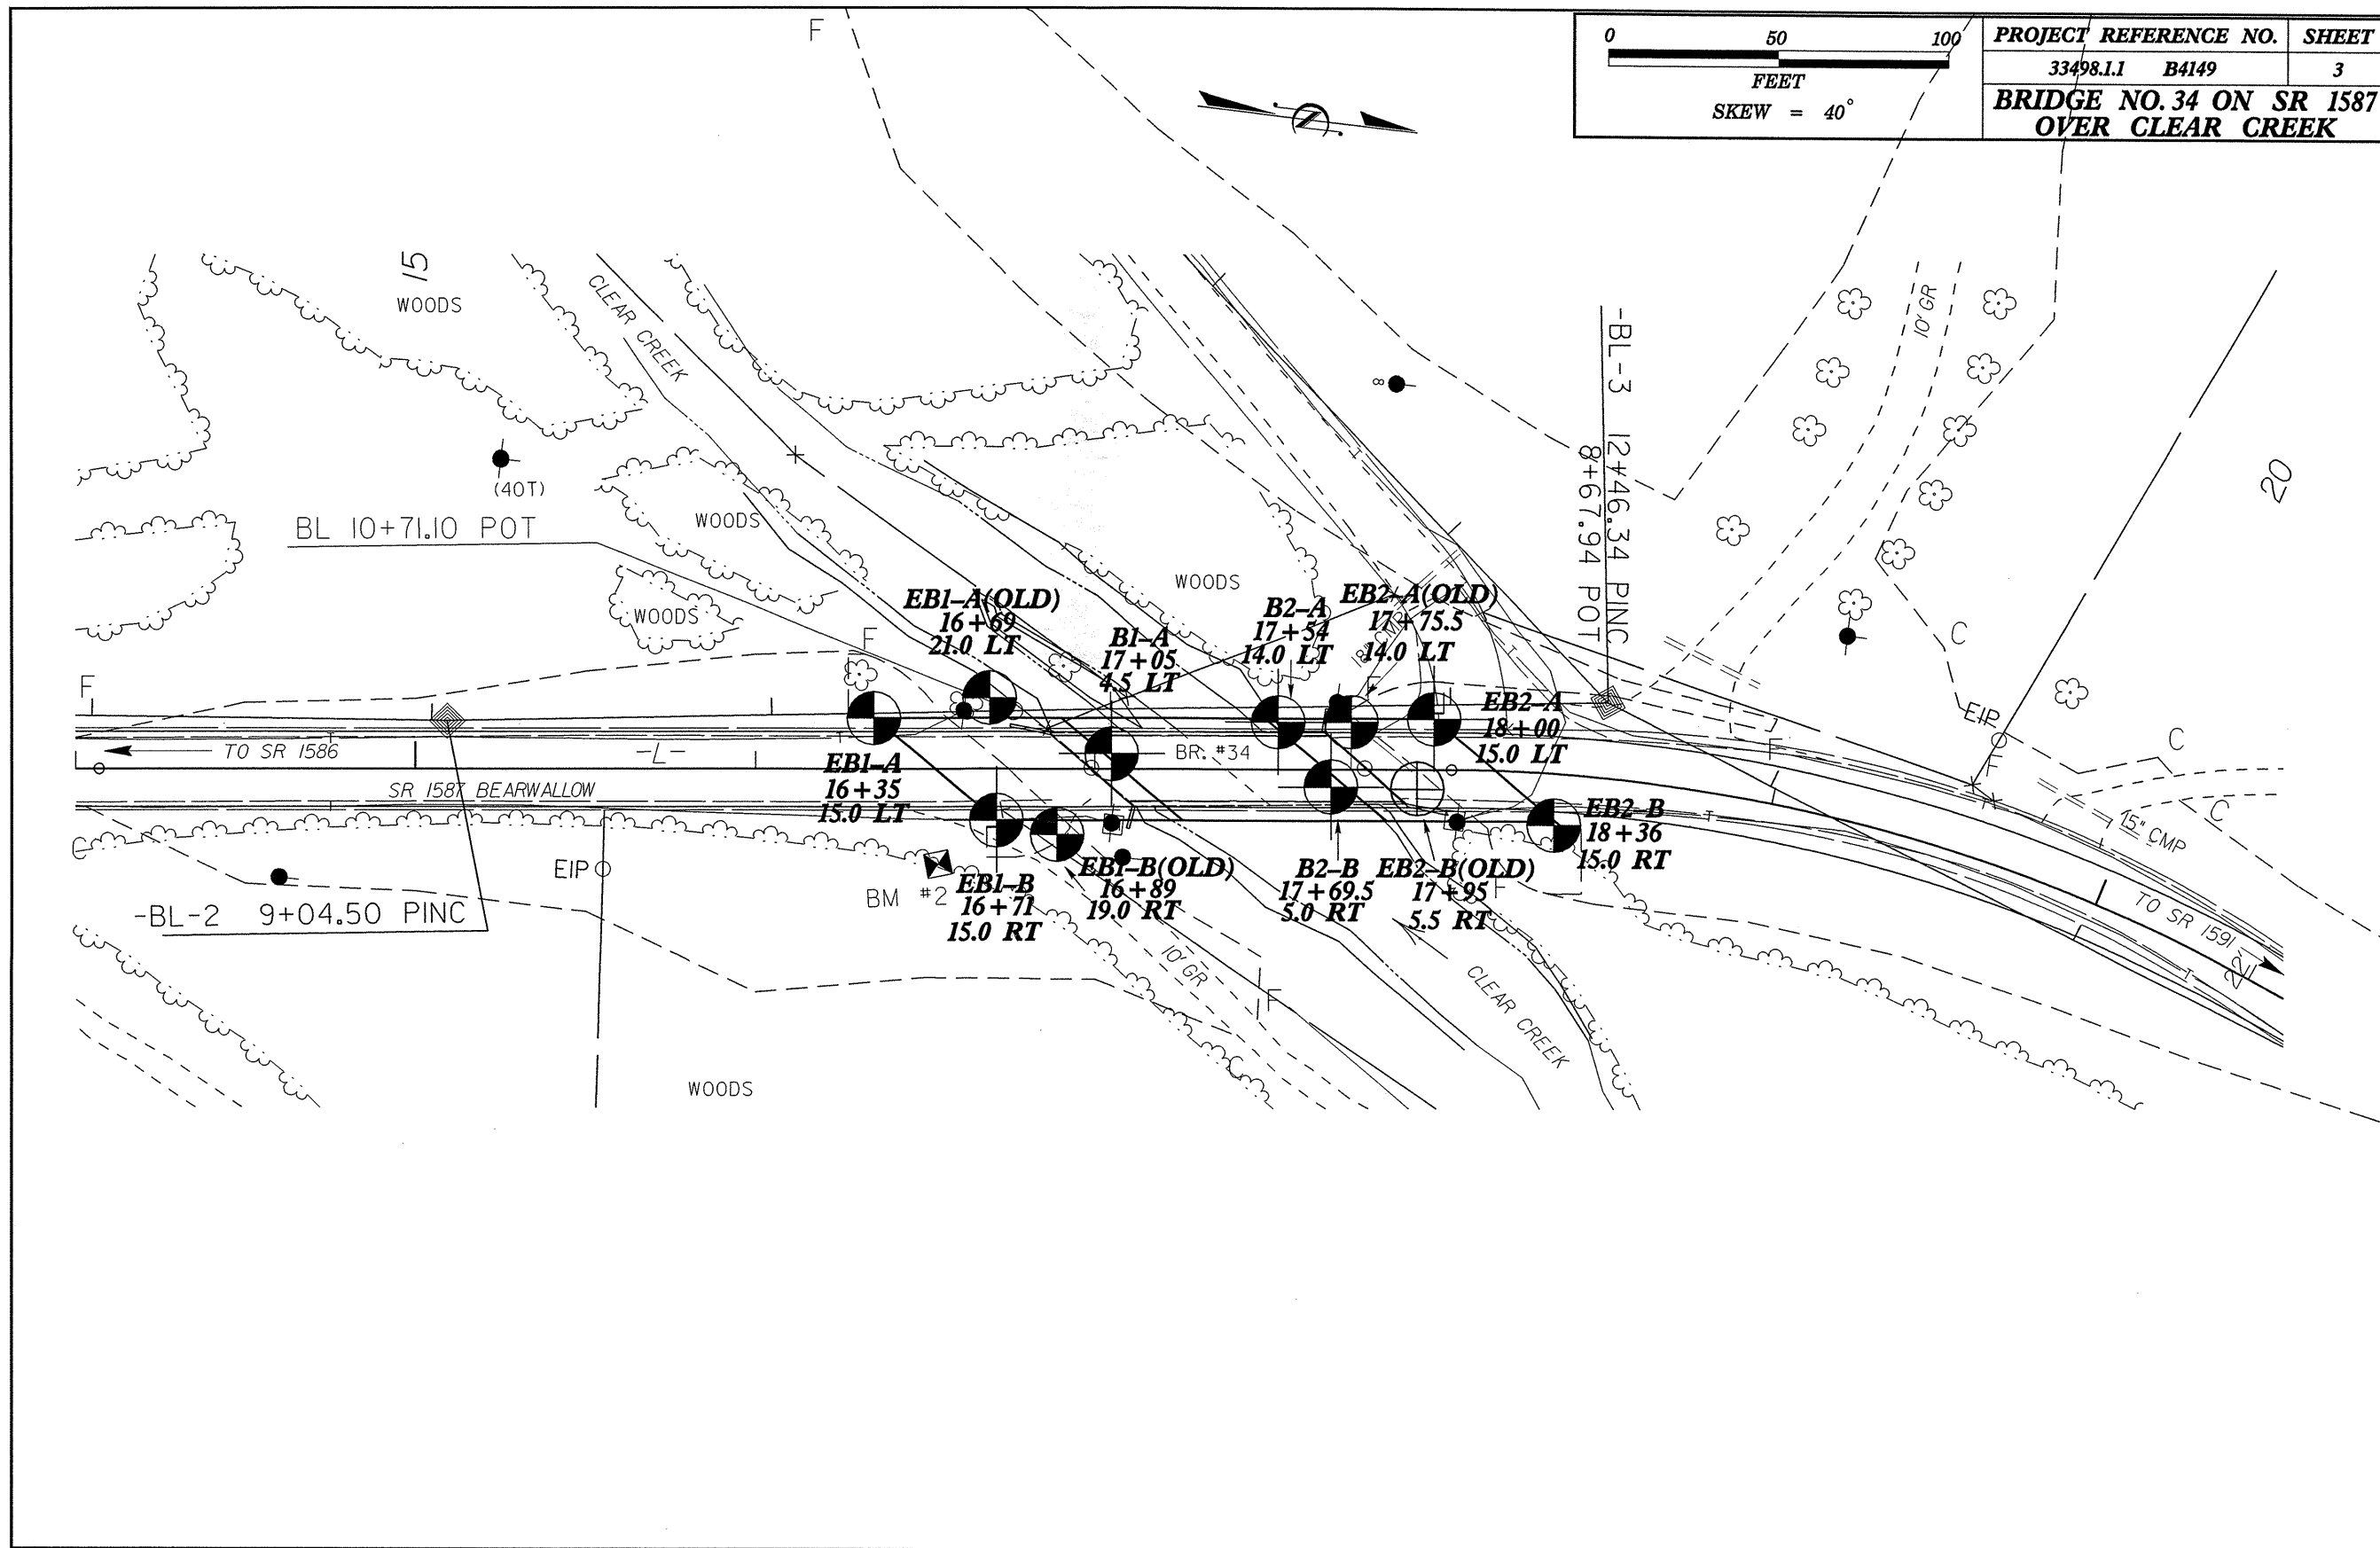 F
0 50 100
FEET
SKEW = 40°
PROJECT REFERENCE NO.
SHEET
33498.1.1 B4149
3
BRIDGE NO. 34 ON SR 1587
OVER CLEAR CREEK
15
WOODS
CLEAR CREEK
10' GR
-BL-3 12+46.34 PINC
8+67.94 POT
20
8
(40T)
BL 10+71.10 POT
WOODS
WOODS
WOODS
EB1-A(OLD)
16+69
21.0 LT
B1-A
17+05
4.5 LT
B2-A
17+54
14.0 LT
EB2-A(OLD)
17+75.5
14.0 LT
18" CMP
F
F
F
C
EIP
C
F
F
EB2-A
18+00
15.0 LT
TO SR 1586
-L-
BR. #34
SR 1587 BEARWALLOW
EB1-A
16+35
15.0 LT
EB2-B
18+36
15.0 RT
C
15" CMP
EIP
BM #2
-BL-2 9+04.50 PINC
EB1-B
16+71
15.0 RT
EB1-B(OLD)
16+89
19.0 RT
B2-B
17+69.5
5.0 RT
EB2-B(OLD)
17+95
5.5 RT
F
TO SR 1591
22
10' GR
F
CLEAR CREEK
WOODS